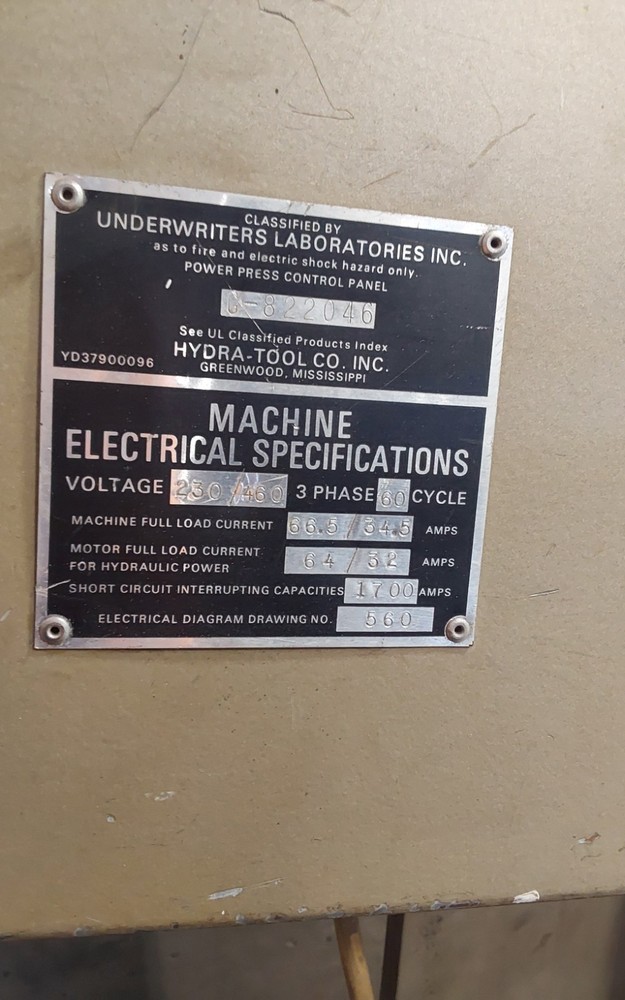 CLASSIFIED BY
UNDERWRITERS LABORATORIES INC.
as to fire and electric shock hazard only.
POWER PRESS CONTROL PANEL
G-822046
See UL Classified Products Index
YD37900096 HYDRA-TOOL CO. INC.
GREENWOOD, MISSISSIPPI
MACHINE
ELECTRICAL SPECIFICATIONS
VOLTAGE 230/460 3 PHASE 60 CYCLE
MACHINE FULL LOAD CURRENT 66.5/34.5 AMPS
MOTOR FULL LOAD CURRENT
FOR HYDRAULIC POWER 64/32 AMPS
SHORT CIRCUIT INTERRUPTING CAPACITIES 1700 AMPS
ELECTRICAL DIAGRAM DRAWING NO. 560